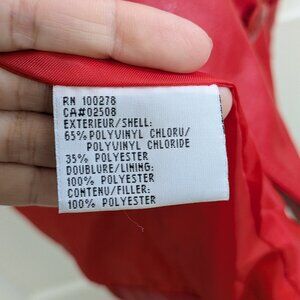 RN 100278
CA#02508
EXTERIEUR/SHELL:
65% POLYVINYL CHLORU/
POLYVINYL CHLORIDE
35% POLYESTER
DOUBLURE/LINING:
100% POLYESTER
CONTENU/FILLER:
100% POLYESTER